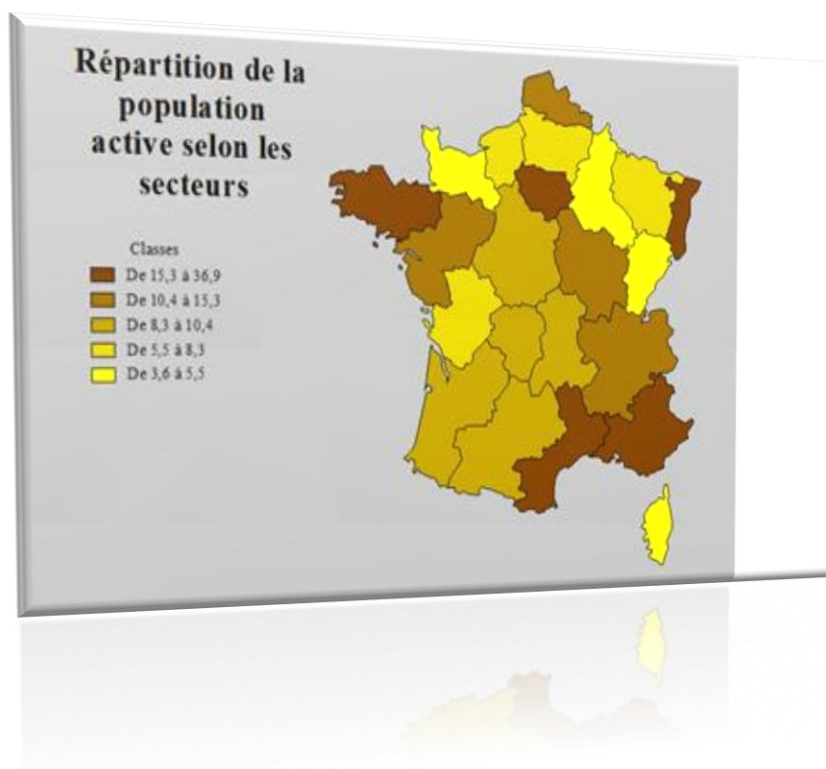 Répartition de la
population
active selon les
secteurs
Classes
De 15,3 à 36,9
De 10,4 à 15,3
De 8,3 à 10,4
De 5,5 à 8,3
De 3,6 à 5,5